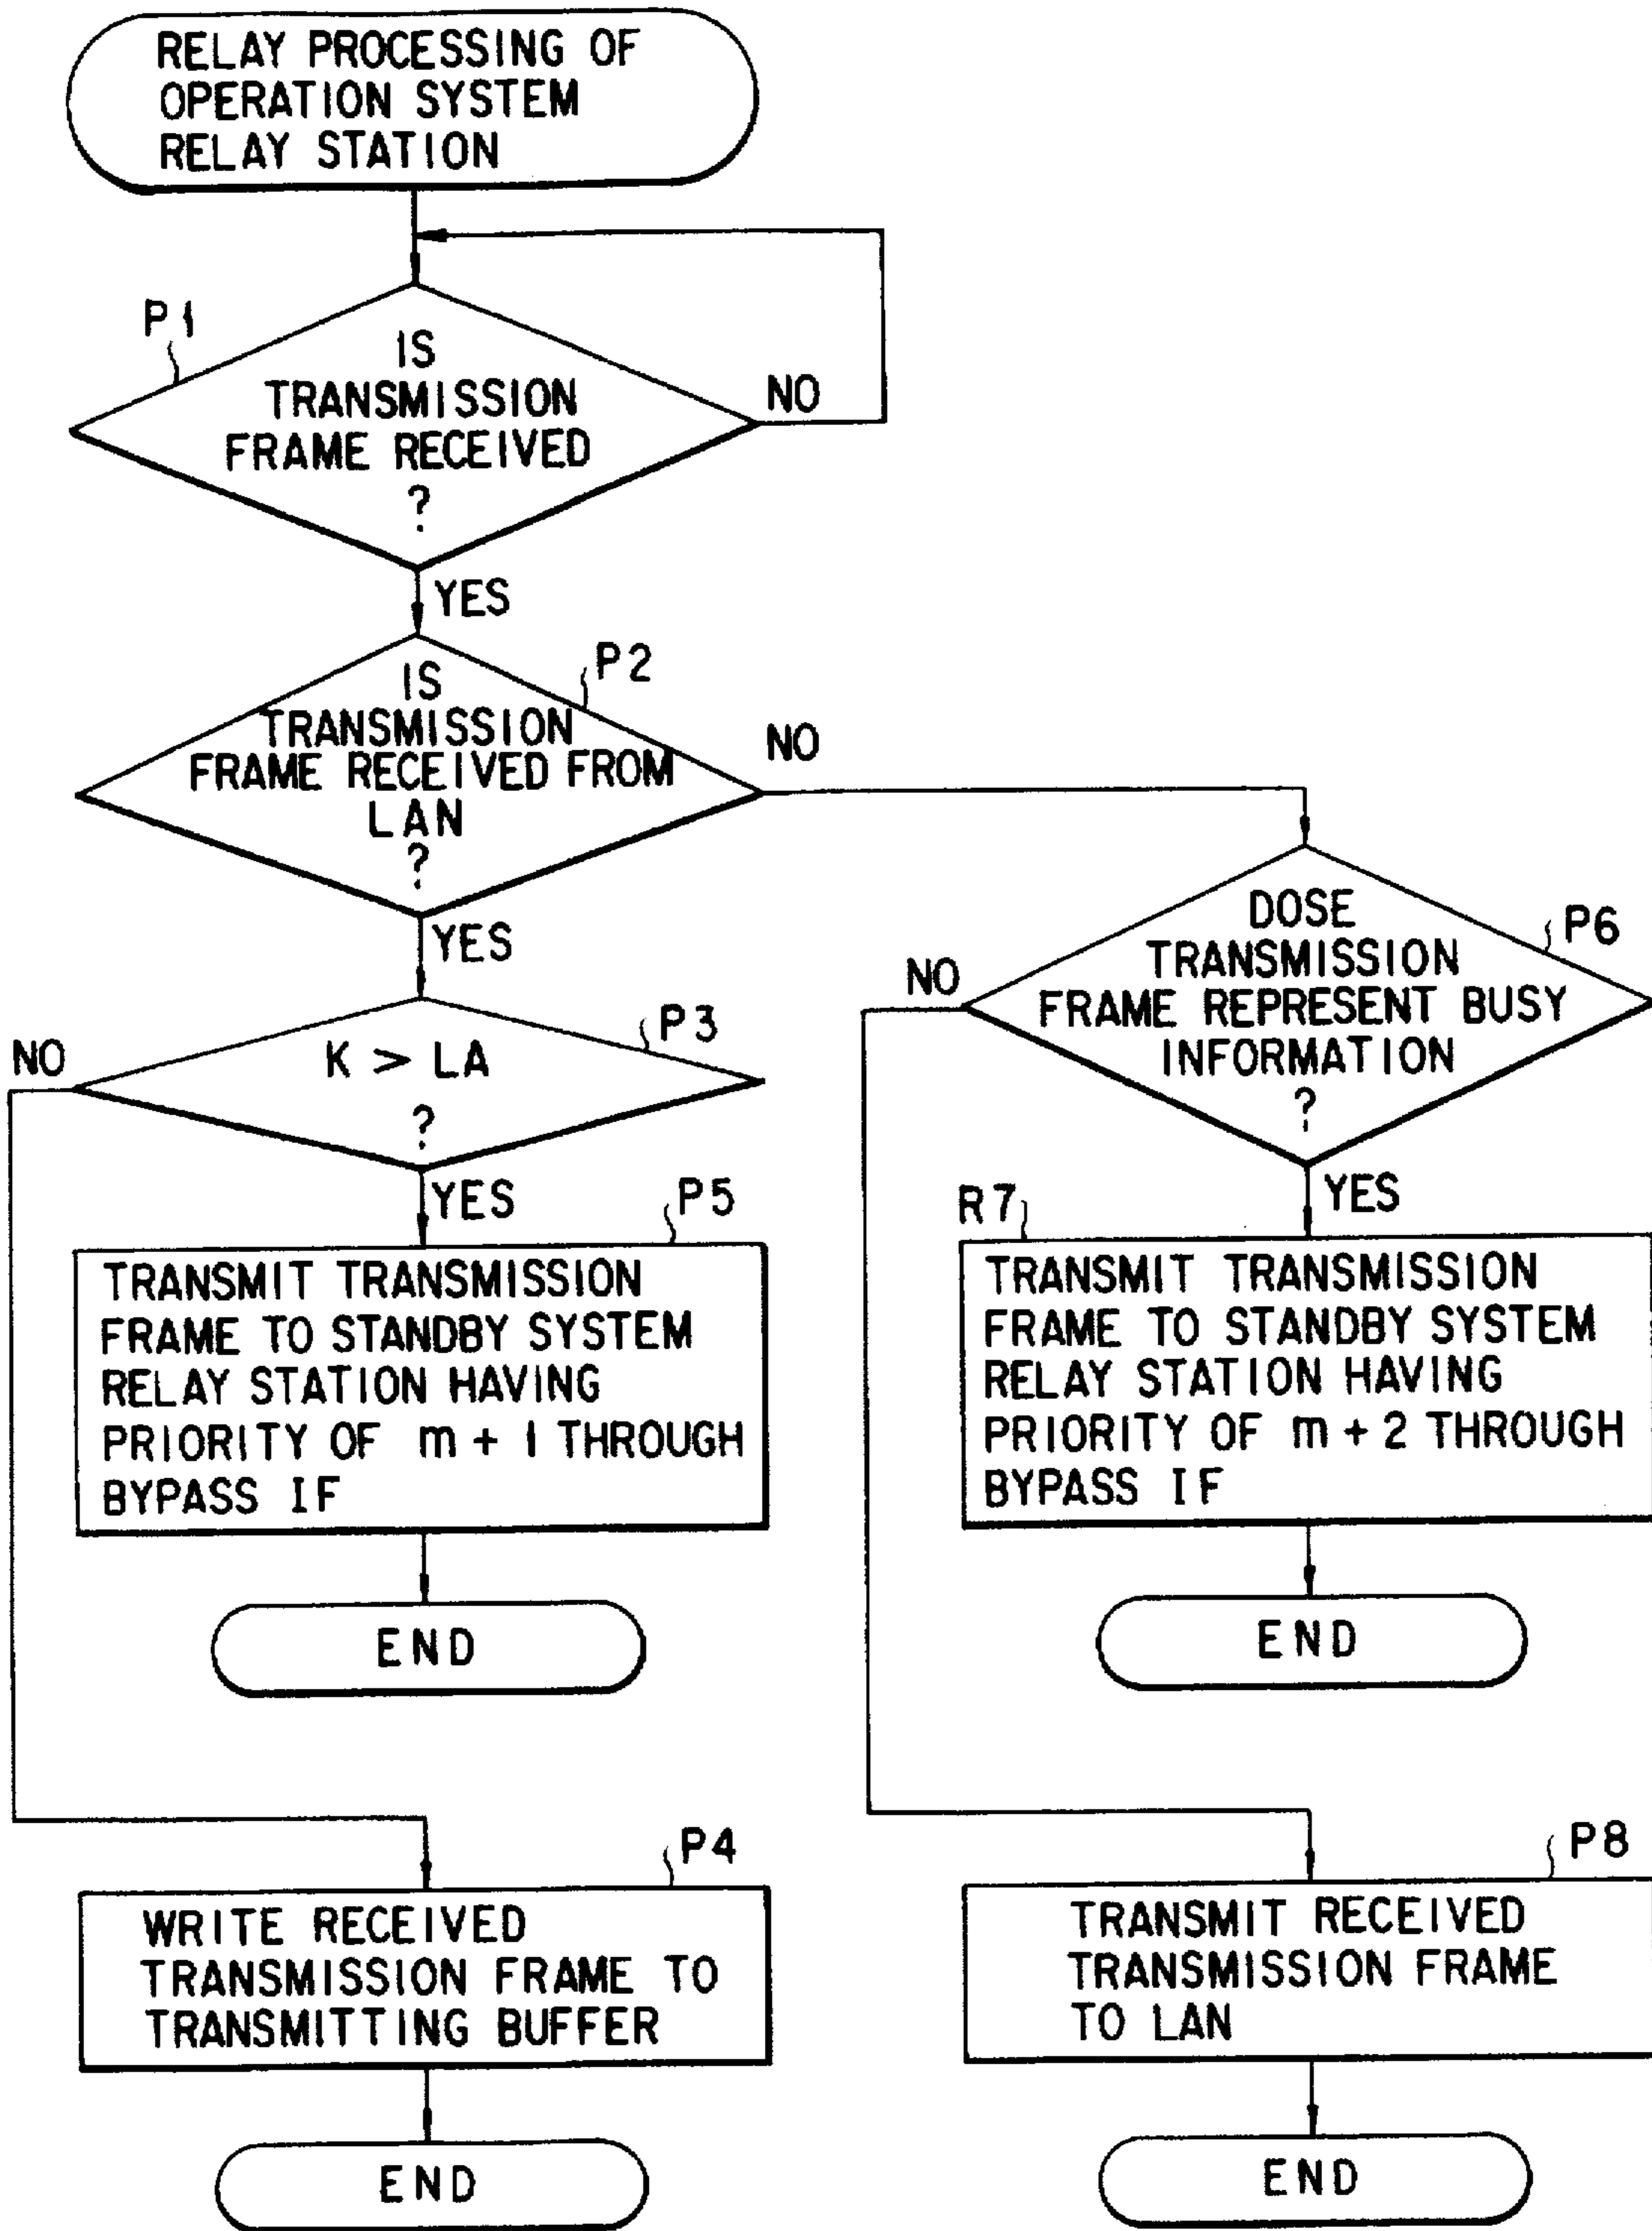 RELAY PROCESSING OF
OPERATION SYSTEM
RELAY STATION
P1
IS
TRANSMISSION
FRAME RECEIVED
?
NO
YES
P2
IS
TRANSMISSION
FRAME RECEIVED FROM
LAN
?
NO
YES
P3
K > LA
?
NO
YES
P5
TRANSMIT TRANSMISSION
FRAME TO STANDBY SYSTEM
RELAY STATION HAVING
PRIORITY OF m + 1 THROUGH
BYPASS IF
END
P4
WRITE RECEIVED
TRANSMISSION FRAME TO
TRANSMITTING BUFFER
END
P6
DOSE
TRANSMISSION
FRAME REPRESENT BUSY
INFORMATION
?
NO
YES
R7
TRANSMIT TRANSMISSION
FRAME TO STANDBY SYSTEM
RELAY STATION HAVING
PRIORITY OF m + 2 THROUGH
BYPASS IF
END
P8
TRANSMIT RECEIVED
TRANSMISSION FRAME
TO LAN
END